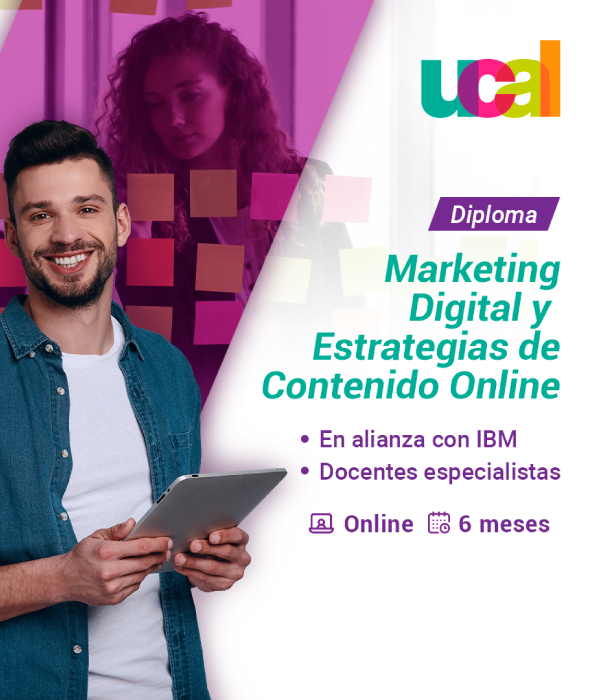 ucal
Diploma
Marketing
Digital y
Estrategias de
Contenido Online
• En alianza con IBM
• Docentes especialistas
Online 6 meses